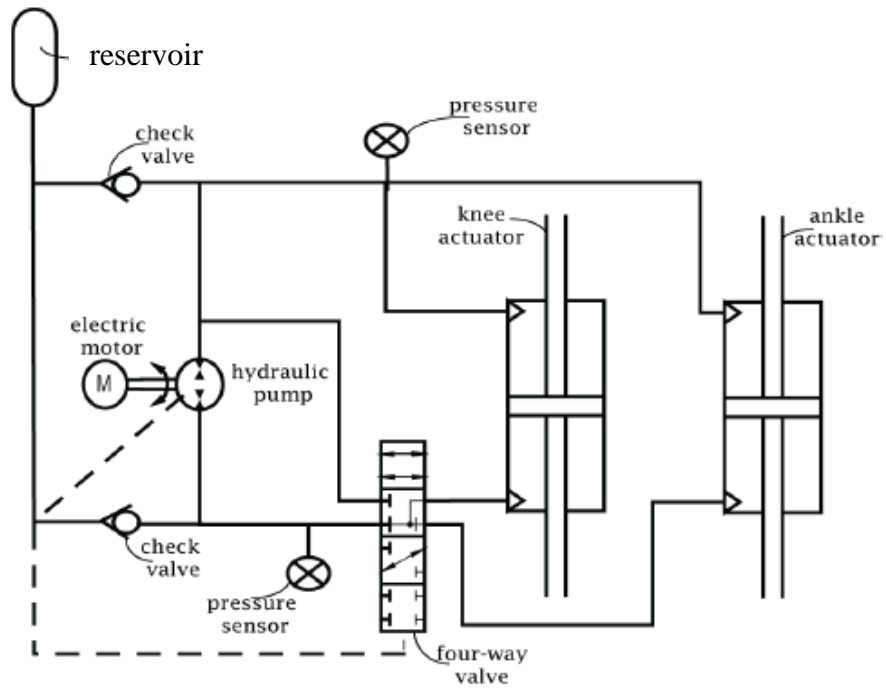 reservoir
pressure
sensor
check
valve
knee
actuator
ankle
actuator
electric
motor
M
hydraulic
pump
check
valve
pressure
sensor
four-way
valve